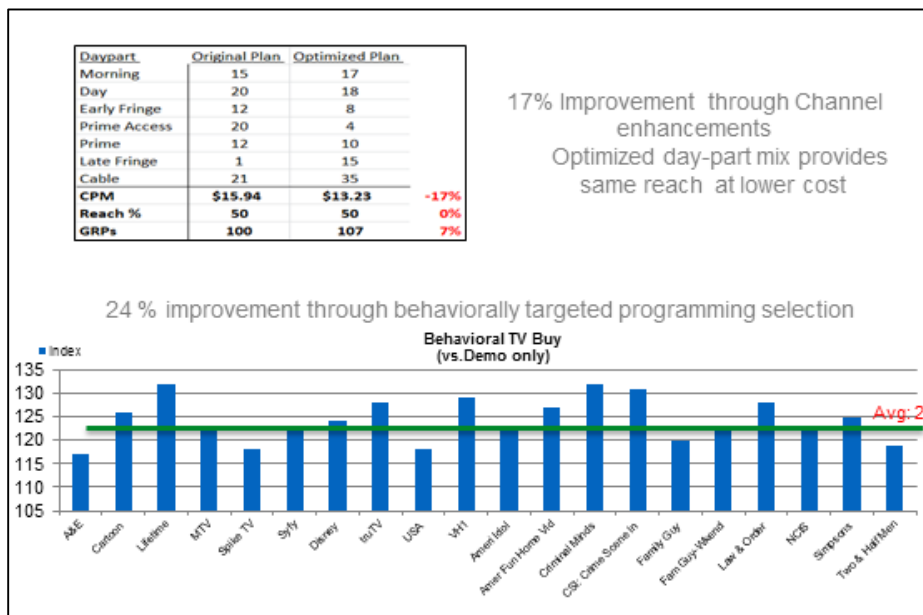 Daypart Original Plan Optimized Plan
Morning 15 17
Day 20 18
Early Fringe 12 8
Prime Access 20 4
Prime 12 10
Late Fringe 1 15
Cable 21 35
CPM $15.94 $13.23 -17%
Reach % 50 50 0%
GRPs 100 107 7%
17% Improvement through Channel
enhancements
Optimized day-part mix provides
same reach at lower cost
24 % improvement through behaviorally targeted programming selection
Behavioral TV Buy
(vs.Demo only)
Index
135
130
125
120
115
110
105
Avg: 2
A&E
Cartoon
Lifetime
MTV
Spike TV
Syfy
Disney
truTV
USA
VH1
Ameri Idol
Amer Fun Home Vid
Criminal Minds
CSI: Crime Scene In
Family Guy
Fam Guy-Wkend
Law & Order
NCIS
Simpsons
Two & Half Men